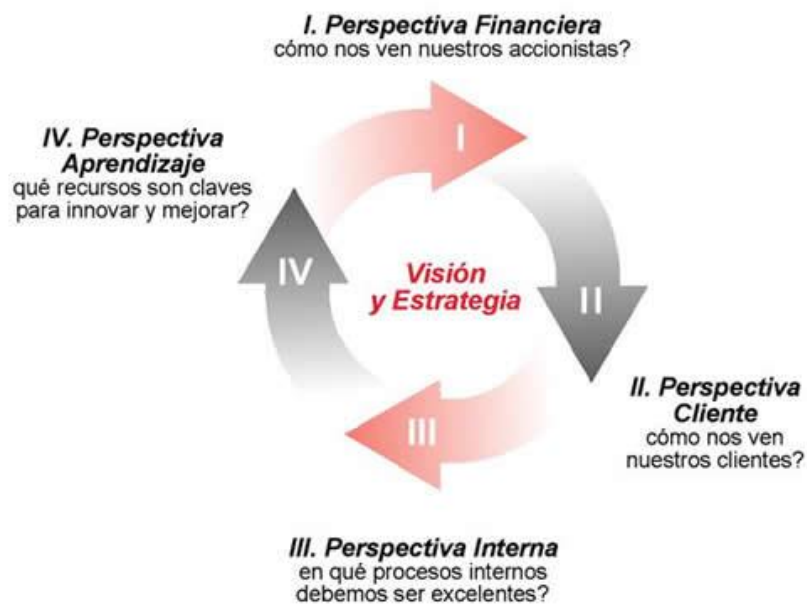 I. Perspectiva Financiera
cómo nos ven nuestros accionistas?
I
IV. Perspectiva
Aprendizaje
qué recursos son claves
para innovar y mejorar?
IV
Visión
y Estrategia
II
II. Perspectiva
Cliente
cómo nos ven
nuestros clientes?
III
III. Perspectiva Interna
en qué procesos internos
debemos ser excelentes?